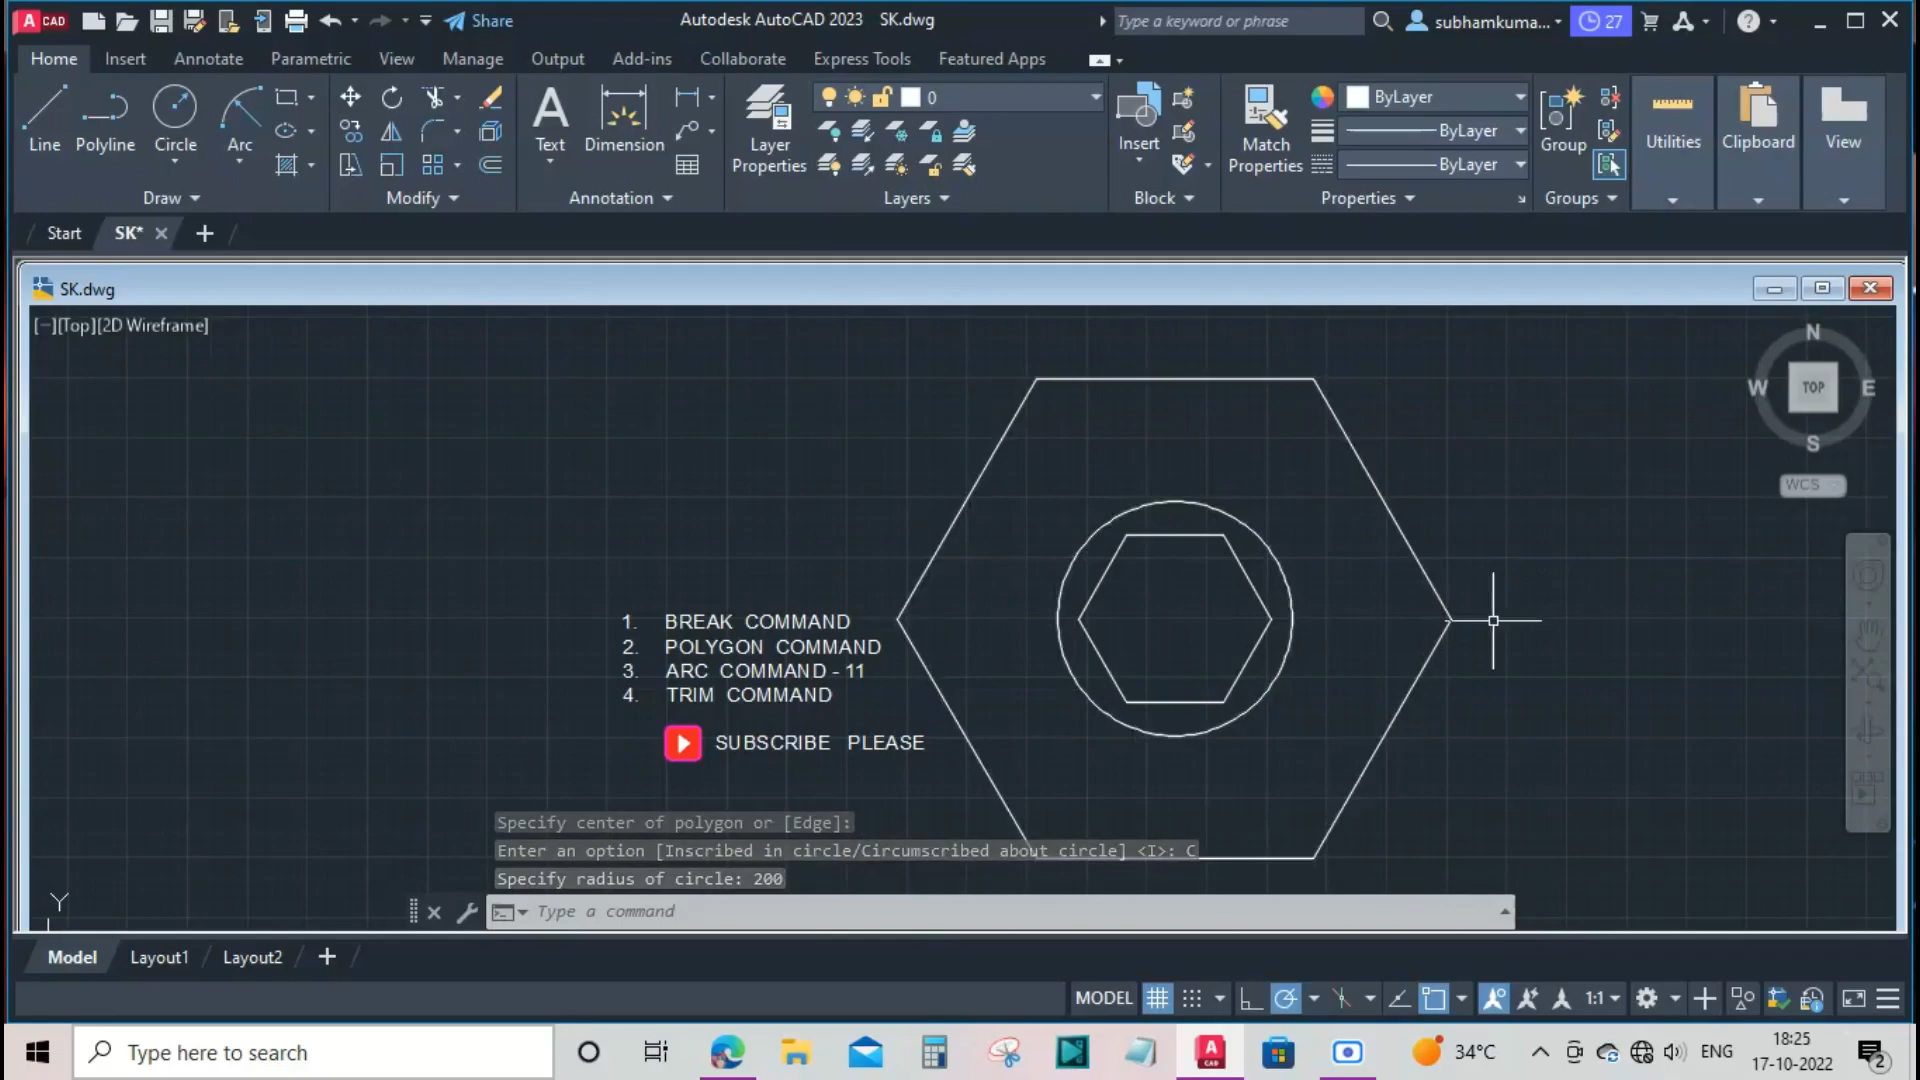 A CAD
Share
Autodesk AutoCAD 2023 SK.dwg
Type a keyword or phrase
subhamkuma...
27
Home Insert Annotate Parametric View Manage Output Add-ins Collaborate Express Tools Featured Apps
Line Polyline Circle Arc
Draw
Modify
Text Dimension
Annotation
Layer Properties
0
Layers
Insert
Block
Match Properties
ByLayer
ByLayer
ByLayer
Properties
Group
Groups
Utilities
Clipboard
View
Start SK*
SK.dwg
[−][Top][2D Wireframe]
N
W TOP E
S
WCS
1. BREAK COMMAND
2. POLYGON COMMAND
3. ARC COMMAND - 11
4. TRIM COMMAND
SUBSCRIBE PLEASE
Specify center of polygon or [Edge]:
Enter an option [Inscribed in circle/Circumscribed about circle] <I>: C
Specify radius of circle: 200
Type a command
Y
Model Layout1 Layout2
MODEL
1:1
Type here to search
A CAD
34°C
ENG
18:25
17-10-2022
2